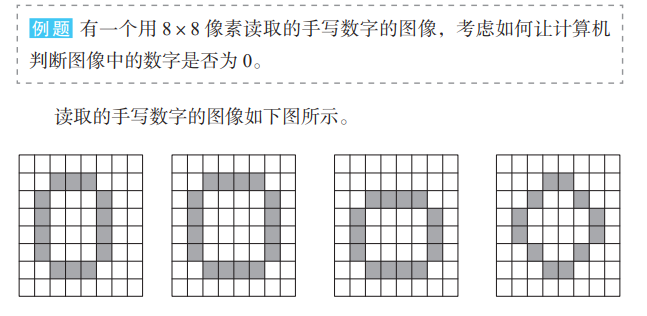 例题 有一个用 8×8 像素读取的手写数字的图像，考虑如何让计算机
判断图像中的数字是否为 0。
读取的手写数字的图像如下图所示。